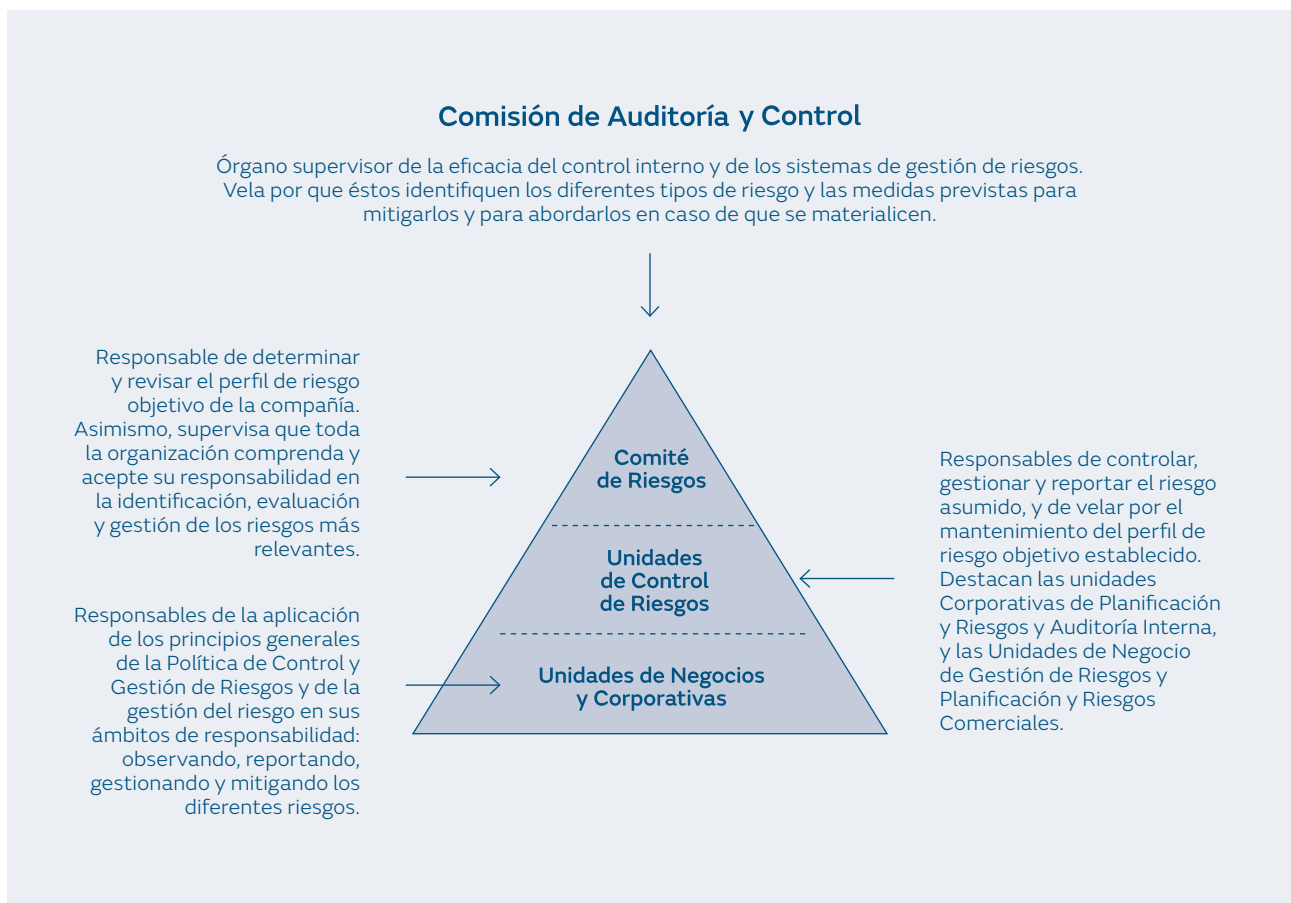 Comisión de Auditoría y Control
Órgano supervisor de la eficacia del control interno y de los sistemas de gestión de riesgos.
Vela por que éstos identifiquen los diferentes tipos de riesgo y las medidas previstas para
mitigarlos y para abordarlos en caso de que se materialicen.
Responsable de determinar
y revisar el perfil de riesgo
objetivo de la compañía.
Asimismo, supervisa que toda
la organización comprenda y
acepte su responsabilidad en
la identificación, evaluación
y gestión de los riesgos más
relevantes.
Comité
de Riesgos
Unidades
de Control
de Riesgos
Responsables de controlar,
gestionar y reportar el riesgo
asumido, y de velar por el
mantenimiento del perfil de
riesgo objetivo establecido.
Destacan las unidades
Corporativas de Planificación
y Riesgos y Auditoría Interna,
y las Unidades de Negocio
de Gestión de Riesgos y
Planificación y Riesgos
Comerciales.
Responsables de la aplicación
de los principios generales
de la Política de Control y
Gestión de Riesgos y de la
gestión del riesgo en sus
ámbitos de responsabilidad:
observando, reportando,
gestionando y mitigando los
diferentes riesgos.
Unidades de Negocios
y Corporativas